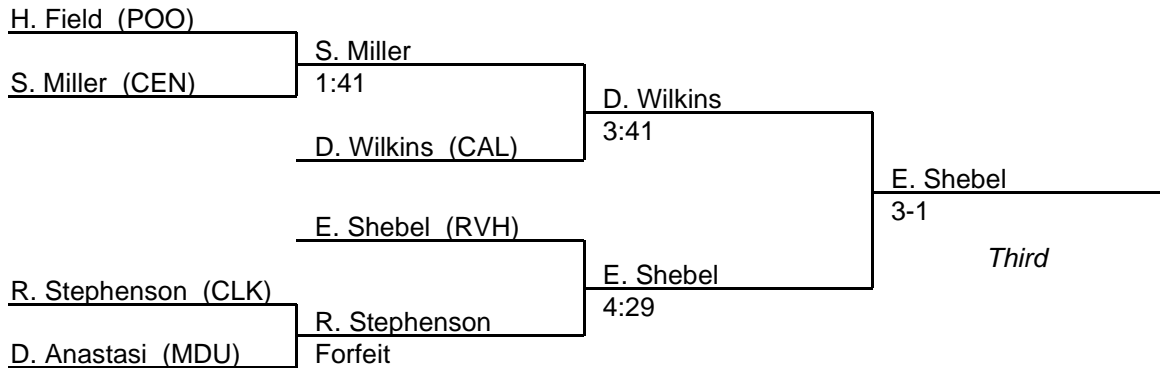 H. Field (POO)
S. Miller
S. Miller (CEN)
1:41
D. Wilkins
3:41
D. Wilkins (CAL)
E. Shebel
3-1
E. Shebel (RVH)
Third
E. Shebel
R. Stephenson (CLK)
4:29
R. Stephenson
D. Anastasi (MDU)
Forfeit